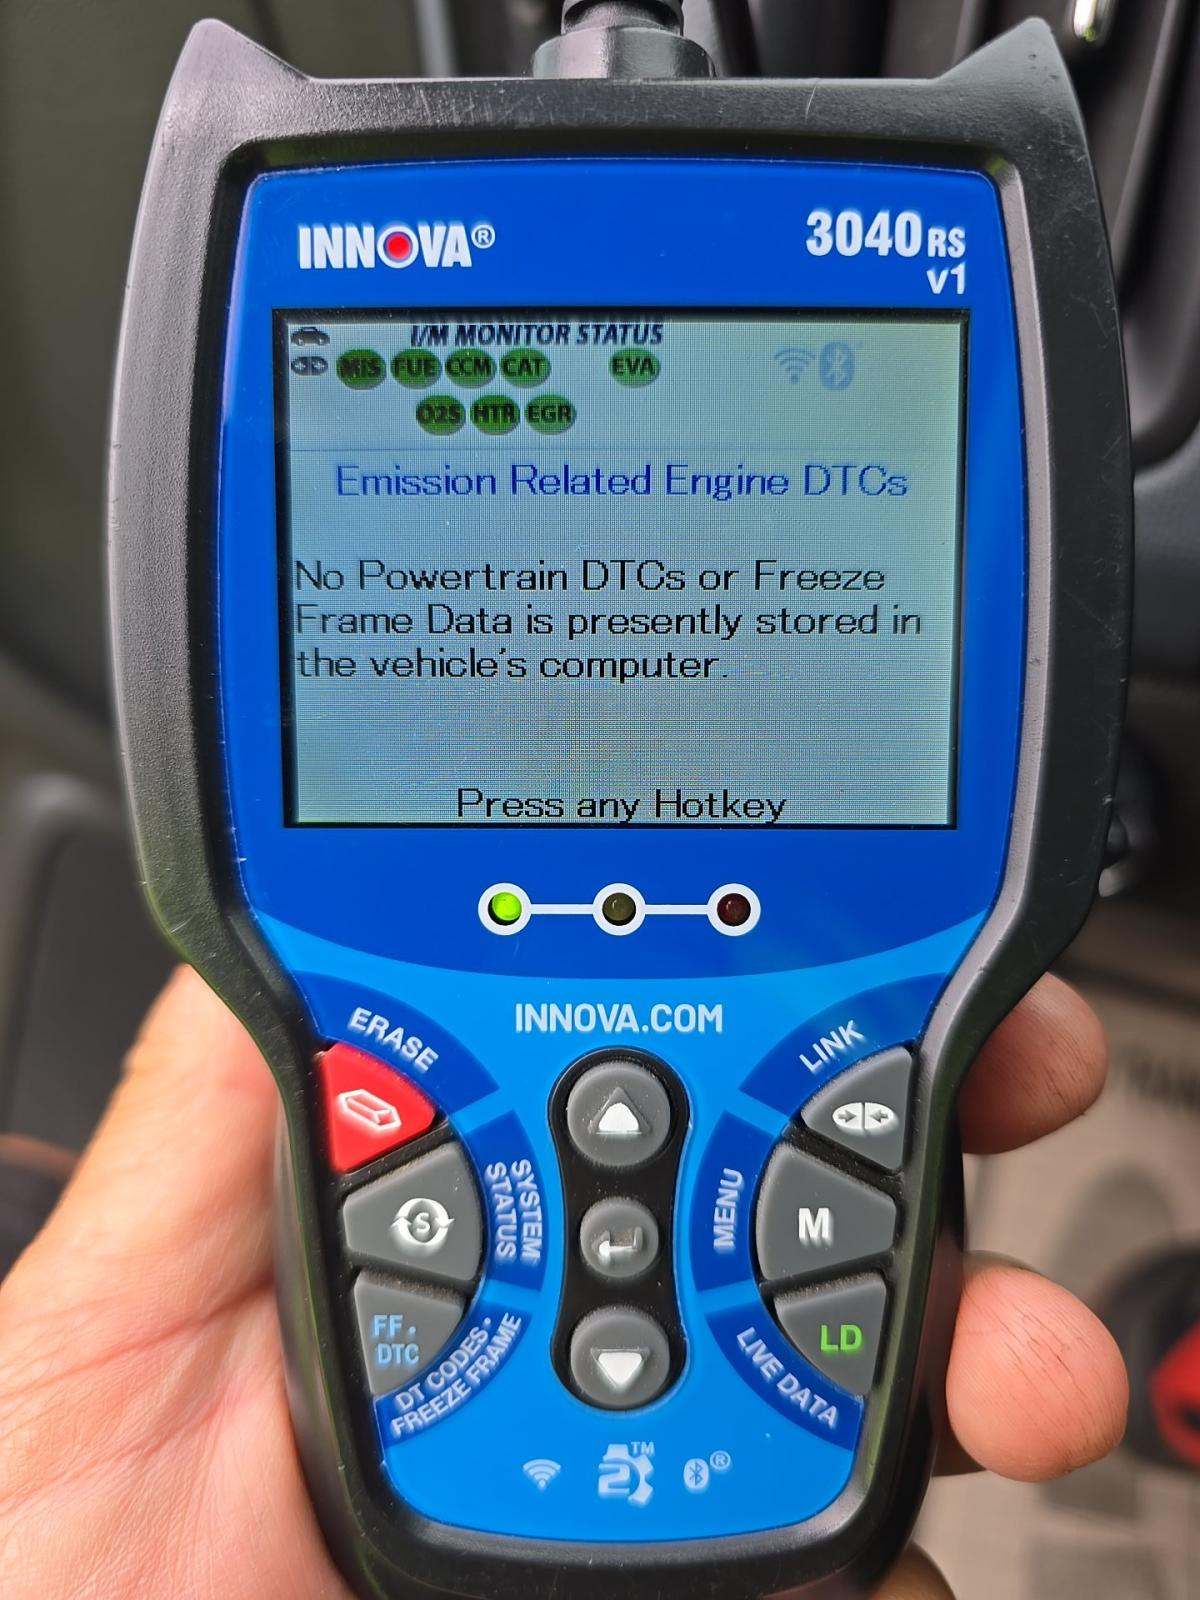 INNOVA®
3040RS
v1
I/M MONITOR STATUS
MIS FUE CCM CAT EVA
O2S HTR EGR
Emission Related Engine DTCs
No Powertrain DTCs or Freeze
Frame Data is presently stored in
the vehicle's computer.
Press any Hotkey
INNOVA.COM
ERASE
LINK
SYSTEM
STATUS
S
MENU
M
FF.
DTC
DT CODES•
FREEZE FRAME
LIVE DATA
LD
TM
®